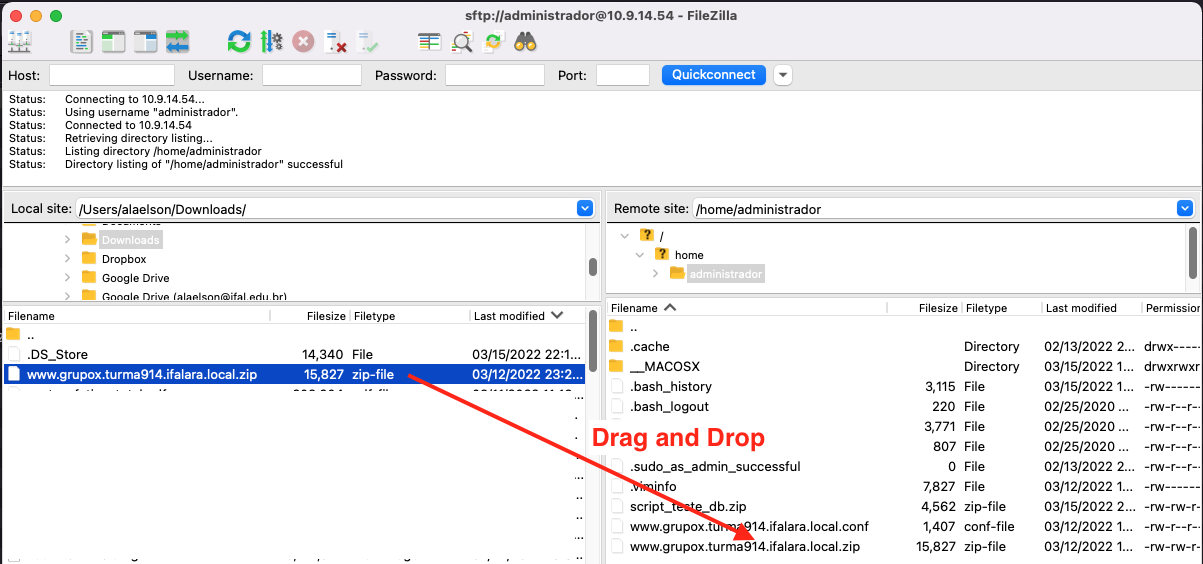 sftp://administrador@10.9.14.54 - FileZilla
Host: Username: Password: Port: Quickconnect
Status: Connecting to 10.9.14.54...
Status: Using username "administrador".
Status: Connected to 10.9.14.54
Status: Retrieving directory listing...
Status: Listing directory /home/administrador
Status: Directory listing of "/home/administrador" successful
Local site: /Users/alaelson/Downloads/
Documents
Downloads
Dropbox
Google Drive
Google Drive (alaelson@ifal.edu.br)
Filename Filesize Filetype Last modified
..
.DS_Store 14,340 File 03/15/2022 22:1...
www.grupox.turma914.ifalara.local.zip 15,827 zip-file 03/12/2022 23:2...
Remote site: /home/administrador
/
home
administrador
Filename Filesize Filetype Last modified Permission
..
.cache Directory 02/13/2022 2... drwx-----
__MACOSX Directory 03/12/2022 1... drwxrwxr
.bash_history 3,115 File 03/12/2022 1... -rw------
.bash_logout 220 File 02/25/2020 ... -rw-r--r-
3,771 File 02/25/2020 ... -rw-r--r-
807 File 02/25/2020 ... -rw-r--r-
.sudo_as_admin_successful 0 File 02/13/2022 2... -rw-r--r-
.viminfo 7,827 File 03/12/2022 1... -rw------
script_teste_db.zip 4,562 zip-file 03/15/2022 2... -rw-rw-r-
www.grupox.turma914.ifalara.local.conf 1,407 conf-file 03/12/2022 1... -rw-r--r-
www.grupox.turma914.ifalara.local.zip 15,827 zip-file 03/12/2022 2... -rw-rw-r-
Drag and Drop